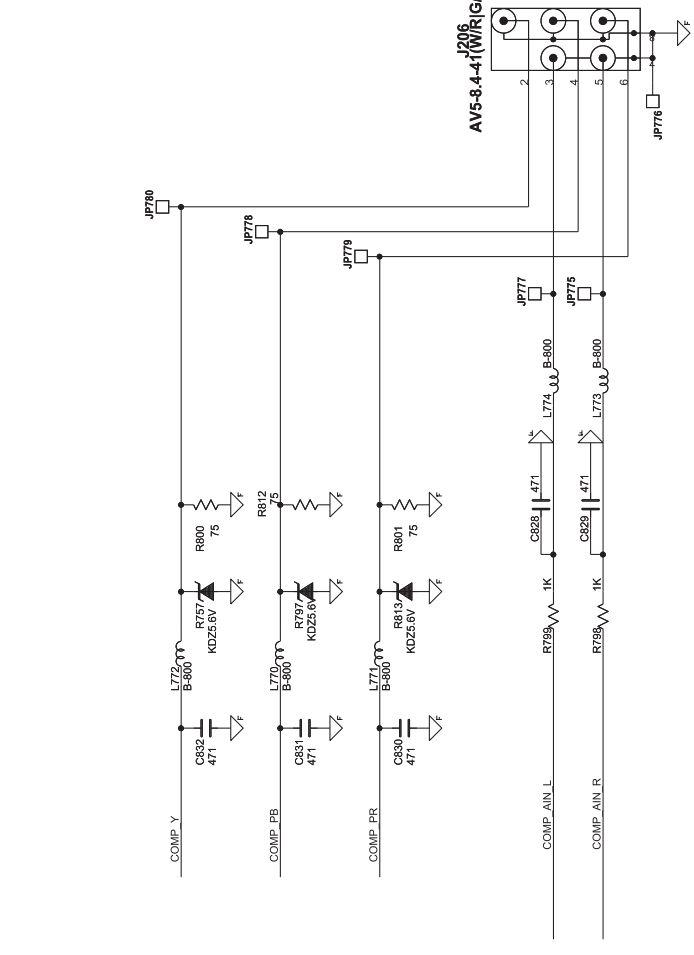 J206
AV5-8.4-41(W/R|G/
2
3
4
5
6
JP776
JP780
JP778
JP779
JP777
JP775
B-800
L774
B-800
L773
471
C828
471
C829
R800
75
R812
75
R801
75
R757
KDZ5.6V
R797
KDZ5.6V
R813
KDZ5.6V
1K
R799
1K
R798
L772
B-800
L770
B-800
L771
B-800
C832
471
C831
471
C830
471
COMP_Y
COMP_PB
COMP_PR
COMP_AIN_L
COMP_AIN_R